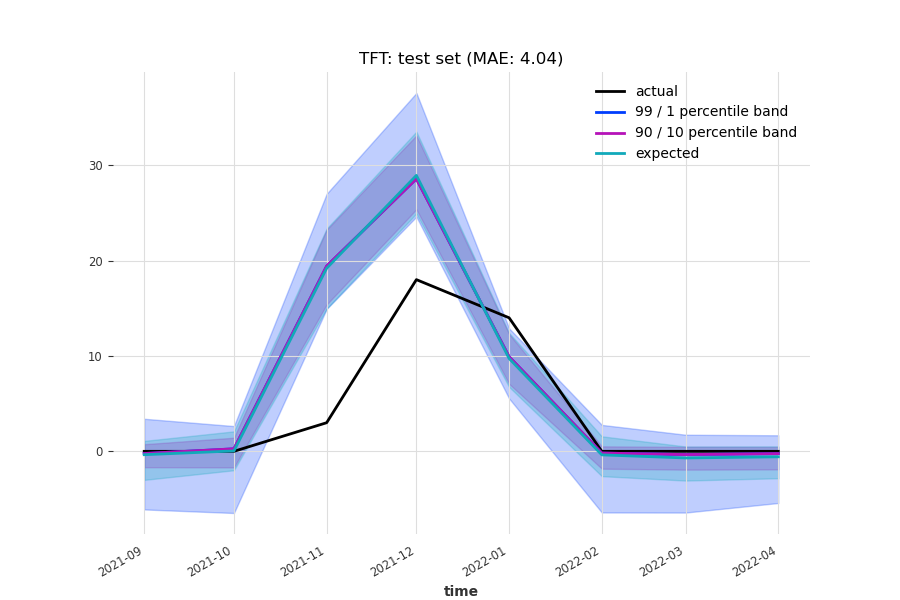 TFT: test set (MAE: 4.04)
actual
99 / 1 percentile band
90 / 10 percentile band
expected
30
20
10
0
2021-09
2021-10
2021-11
2021-12
2022-01
2022-02
2022-03
2022-04
time